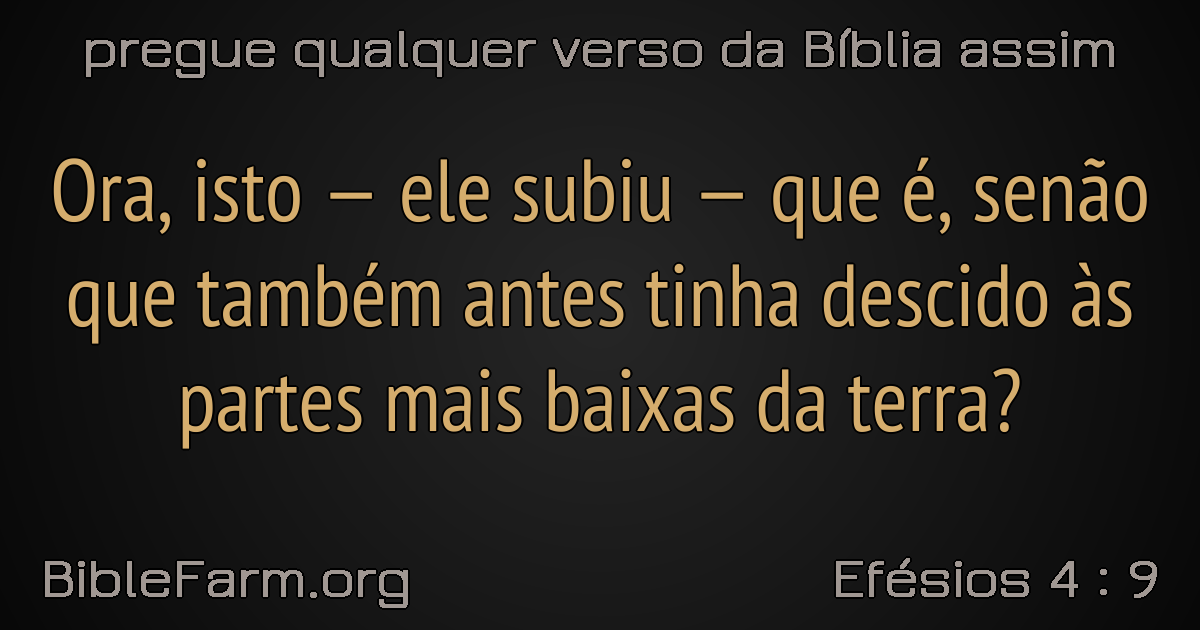 pregue qualquer verso da Bíblia assim
Ora, isto – ele subiu – que é, senão
que também antes tinha descido às
partes mais baixas da terra?
BibleFarm.org
Efésios 4 : 9